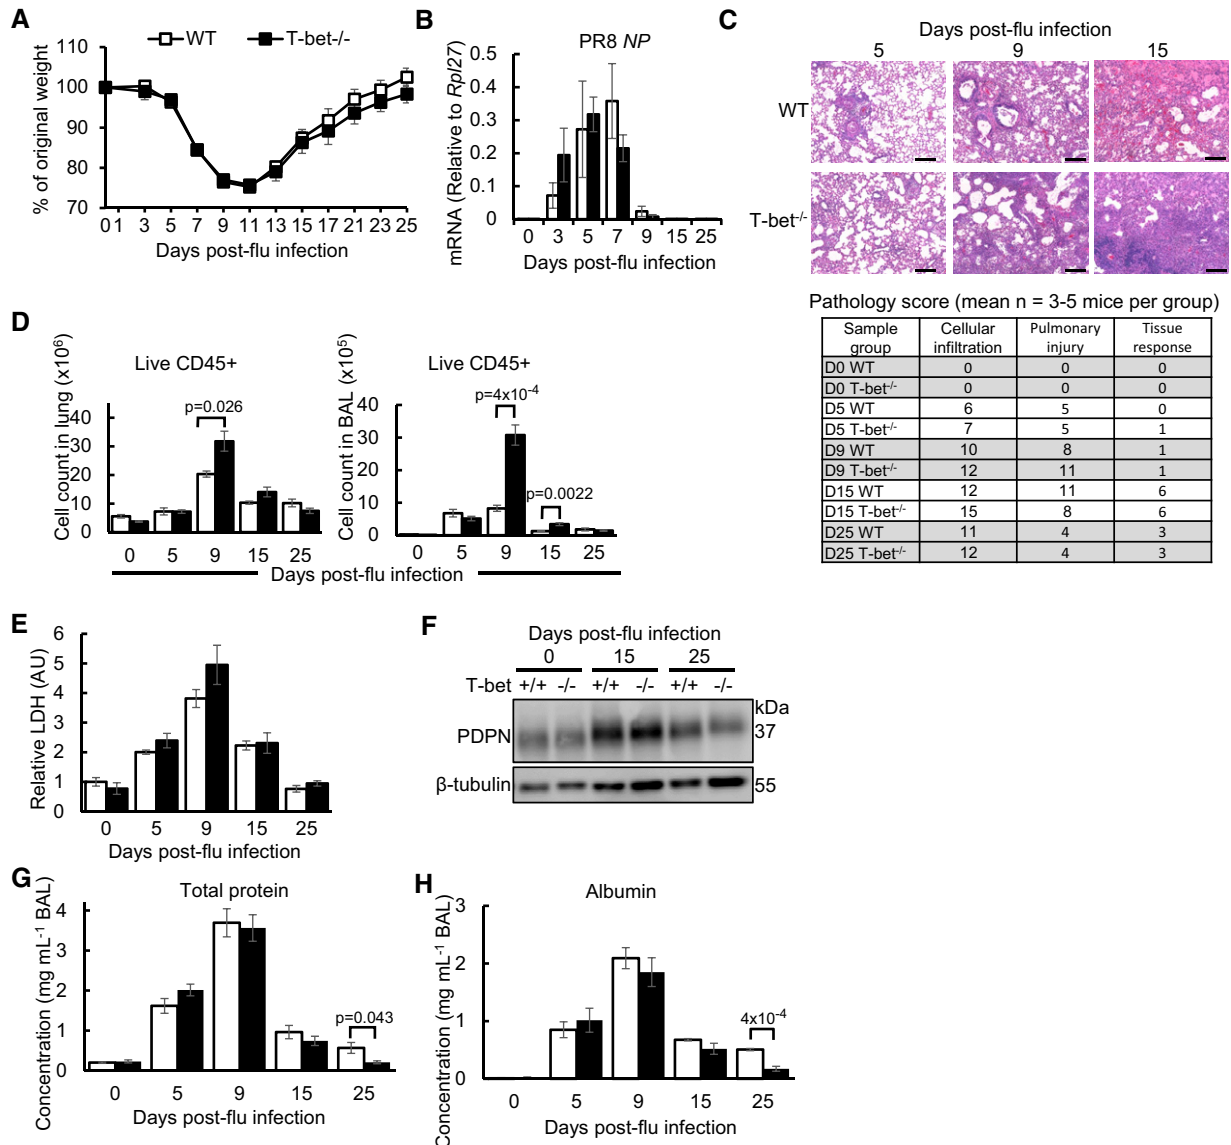 A
WT
T-bet-/-
% of original weight
110
100
90
80
70
0 1 3 5 7 9 11 13 15 17 19 21 23 25
Days post-flu infection
B
PR8 NP
mRNA (Relative to Rpl27)
0.5
0.4
0.3
0.2
0.1
0
0 3 5 7 9 15 25
Days post-flu infection
C
Days post-flu infection
5 9 15
WT
T-bet-/-
Pathology score (mean n = 3-5 mice per group)
Sample group Cellular infiltration Pulmonary injury Tissue response
D0 WT 0 0 0
D0 T-bet-/- 0 0 0
D5 WT 6 5 0
D5 T-bet-/- 7 5 1
D9 WT 10 8 1
D9 T-bet-/- 12 11 1
D15 WT 12 11 6
D15 T-bet-/- 15 8 6
D25 WT 11 4 3
D25 T-bet-/- 12 4 3
D
Live CD45+
Cell count in lung (x10⁶)
40
30
20
10
0
p=0.026
0 5 9 15 25
Live CD45+
Cell count in BAL (x10⁵)
40
30
20
10
0
p=4x10⁻⁴
p=0.0022
0 5 9 15 25
Days post-flu infection
E
Relative LDH (AU)
6
5
4
3
2
1
0
0 5 9 15 25
Days post-flu infection
F
Days post-flu infection
0 15 25
T-bet +/+ -/- +/+ -/- +/+ -/-
kDa
PDPN 37
β-tubulin 55
G
Total protein
Concentration (mg mL⁻¹ BAL)
4
3
2
1
0
p=0.043
0 5 9 15 25
Days post-flu infection
H
Albumin
Concentration (mg mL⁻¹ BAL)
3
2
1
0
4x10⁻⁴
0 5 9 15 25
Days post-flu infection